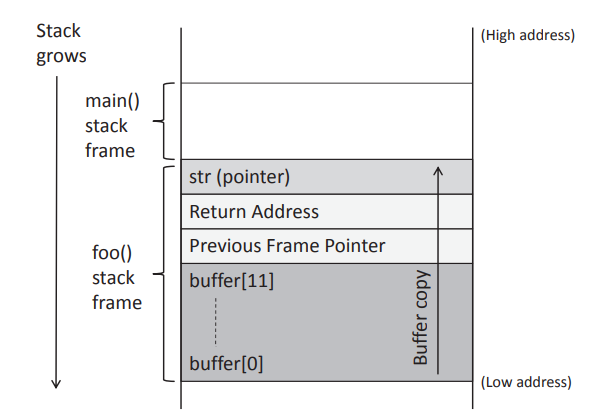 Stack
grows
(High address)
main()
stack
frame
str (pointer)
Return Address
Previous Frame Pointer
foo()
stack
frame
buffer[11]
Buffer copy
buffer[0]
(Low address)